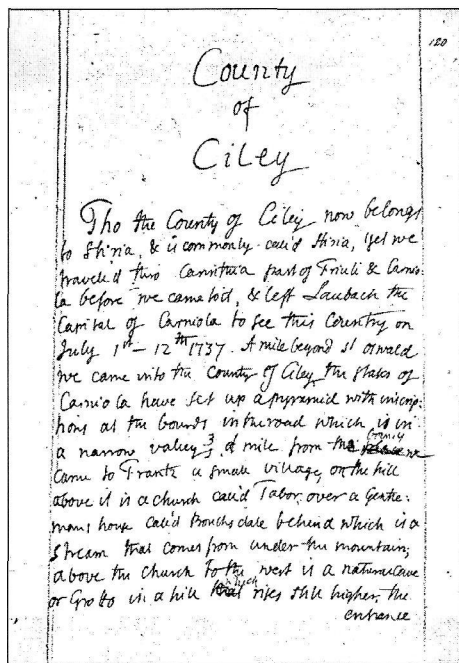 120
County
of
Ciley
Tho the County of Ciley now belongs
to Stiria, & is commonly call'd Stiria, yet we
travel'd thro Carinthia part of Friuli & Carnio-
la before we came to it, & left Laubach the
Capital of Carniola to see this Country on
July 1st - 12th 1737. A mile beyond St oswald
we came into the County of Ciley the states of
Carniola have set up a pyramid with inscrip-
tions at the bounds in the road which is in
a narrow valley, 3/4 of mile from the bounds we
came to Frantz a small village, on the hill
above it is a church call'd Tabor, over a Gentle-
mans house call'd dale behind which is a
stream that comes from under the mountain,
above the church to the west is a natural Cave
or Grotto in a hill which rises still higher, the
entrance